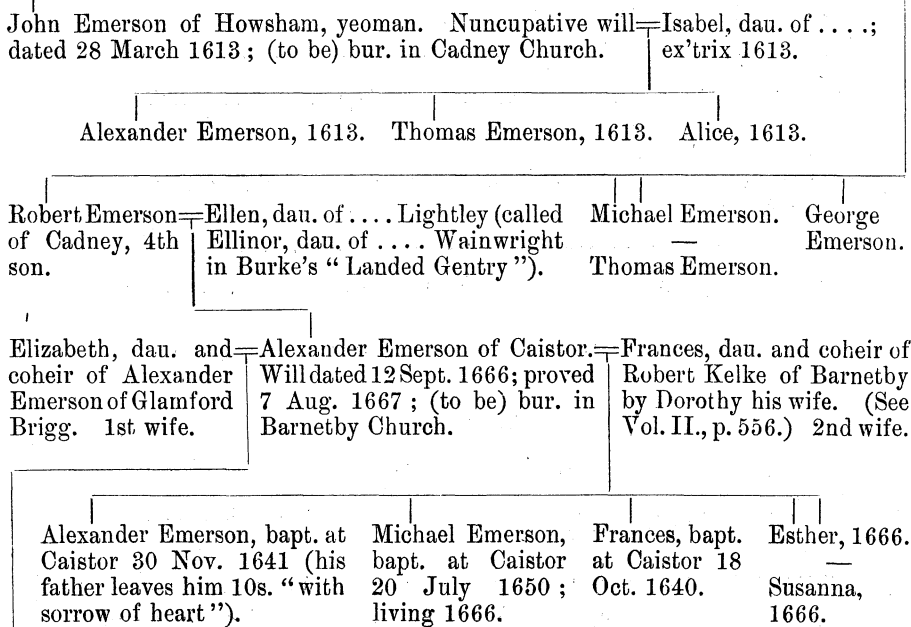 John Emerson of Howsham, yeoman. Nuncupative will=Isabel, dau. of . . . .;
dated 28 March 1613 ; (to be) bur. in Cadney Church. ex'trix 1613.
Alexander Emerson, 1613. Thomas Emerson, 1613. Alice, 1613.
Robert Emerson=Ellen, dau. of . . . . Lightley (called
of Cadney, 4th Ellinor, dau. of . . . . Wainwright
son. in Burke's “ Landed Gentry ”).
Michael Emerson.
—
Thomas Emerson.
George
Emerson.
Elizabeth, dau. and=Alexander Emerson of Caistor.=Frances, dau. and coheir of
coheir of Alexander Will dated 12 Sept. 1666; proved Robert Kelke of Barnetby
Emerson of Glamford 7 Aug. 1667 ; (to be) bur. in by Dorothy his wife. (See
Brigg. 1st wife. Barnetby Church. Vol. II., p. 556.) 2nd wife.
Alexander Emerson, bapt. at
Caistor 30 Nov. 1641 (his
father leaves him 10s. “with
sorrow of heart”).
Michael Emerson,
bapt. at Caistor
20 July 1650 ;
living 1666.
Frances, bapt.
at Caistor 18
Oct. 1640.
Esther, 1666.
—
Susanna,
1666.